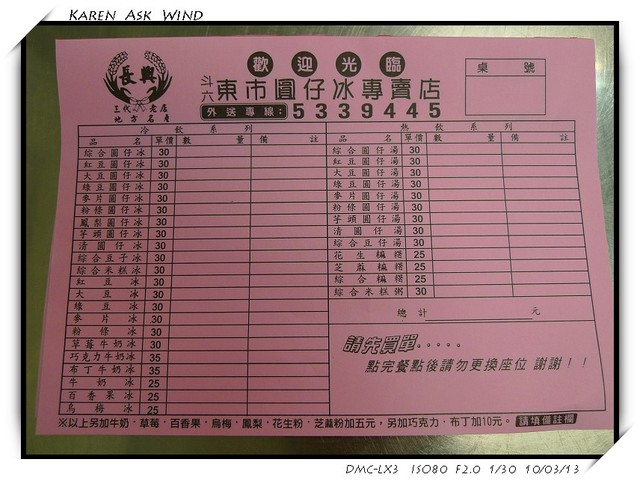 KAREN ASK WIND
歡迎光臨
長興
三代老店
地方名產
斗六 東市圓仔冰專賣店
外送專線：5339445
桌號
冷飲系列
品名 單價 數量 備註
綜合圓仔冰 30
紅豆圓仔冰 30
大豆圓仔冰 30
綠豆圓仔冰 30
麥片圓仔冰 30
粉條圓仔冰 30
鳳梨圓仔冰 30
芋頭圓仔冰 30
清圓仔冰 30
綜合豆子冰 30
綜合米糕冰 30
紅豆冰 30
大豆冰 30
綠豆冰 30
麥片冰 30
粉條冰 30
草莓牛奶冰 30
巧克力牛奶冰 35
布丁牛奶冰 35
牛奶冰 25
百香果冰 25
烏梅冰 25
熱飲系列
品名 單價 數量 備註
綜合圓仔湯 30
紅豆圓仔湯 30
大豆圓仔湯 30
綠豆圓仔湯 30
麥片圓仔湯 30
粉條圓仔湯 30
芋頭圓仔湯 30
清圓仔湯 30
綜合豆仔湯 30
花生麻糬 25
芝麻麻糬 25
綜合麻糬 25
綜合米糕粥 30
總計 元
請先買單.....
點完餐點後請勿更換座位 謝謝！！
※以上另加牛奶，草莓，百香果，烏梅，鳳梨，花生粉，芝麻粉加五元，另加巧克力，布丁加10元。請填備註欄
DMC-LX3 ISO80 F2.0 1/30 10/03/13